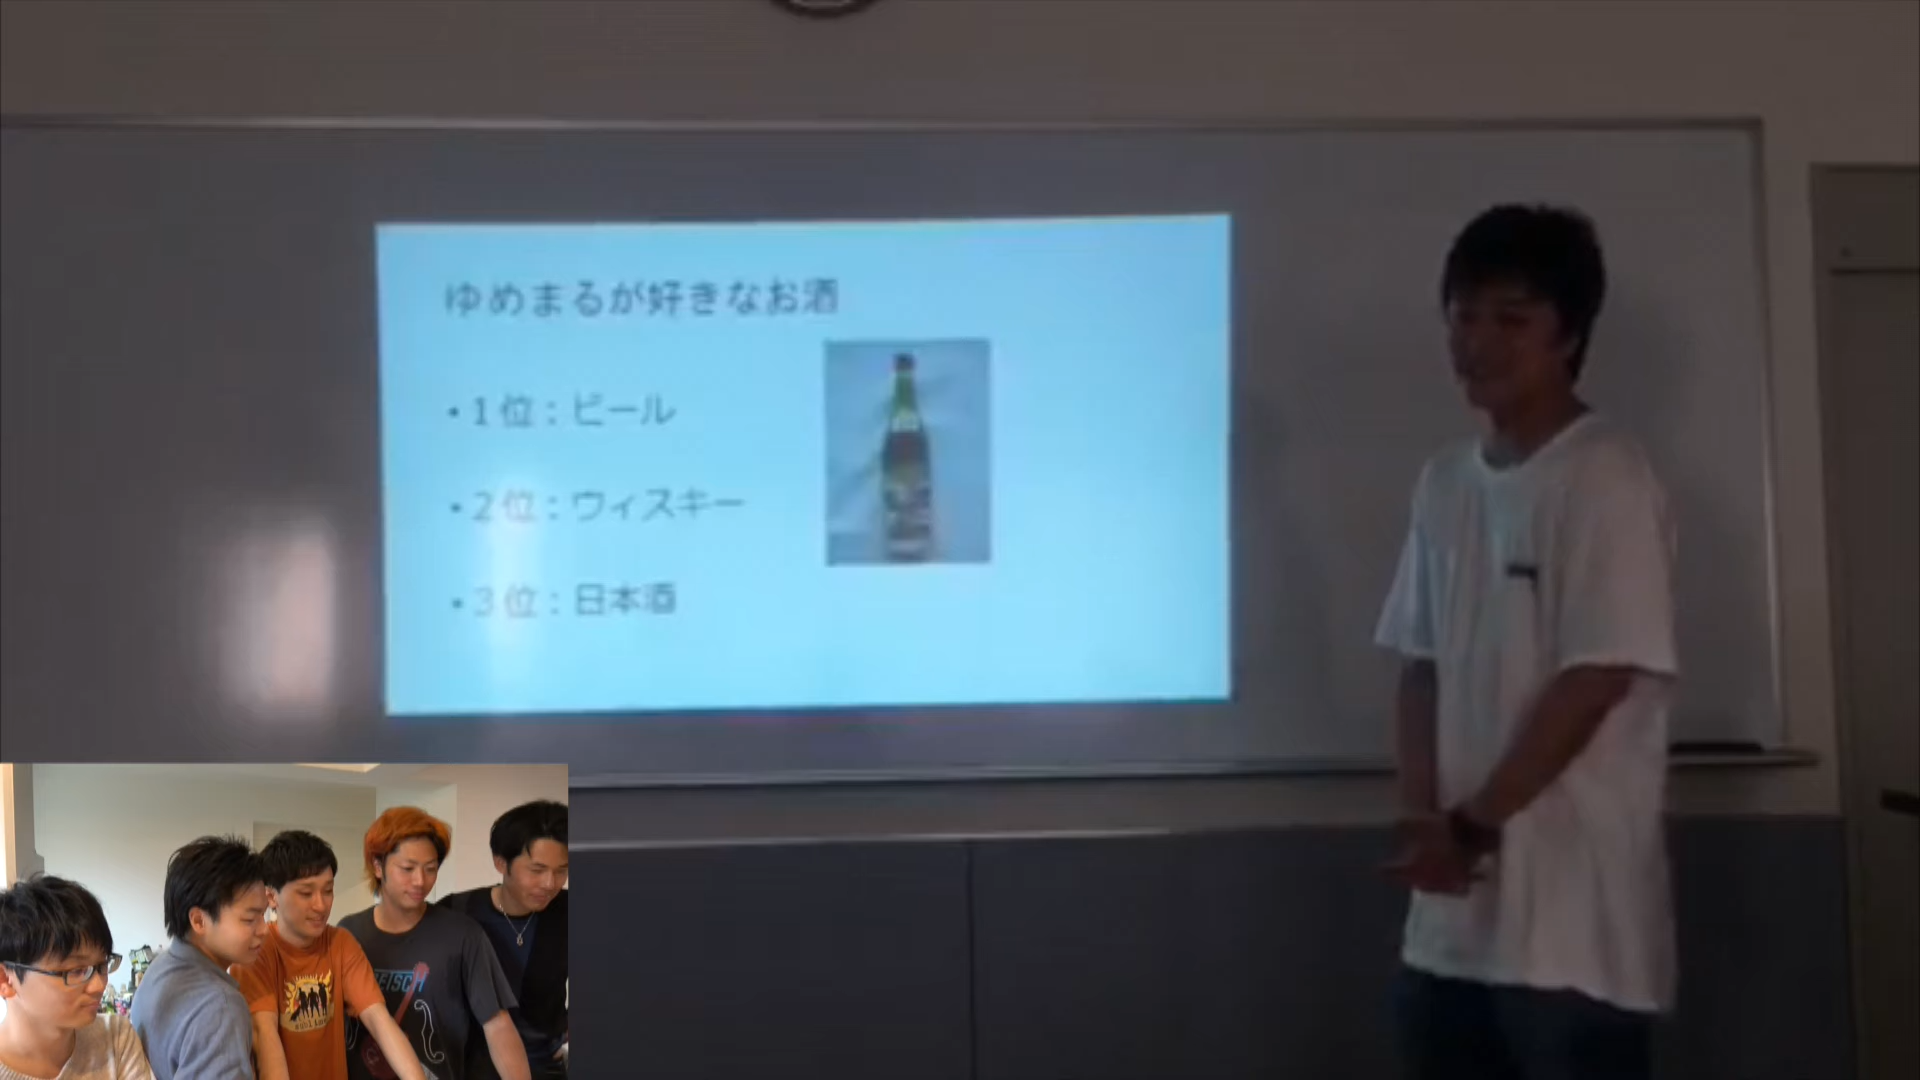 ゆめまるが好きなお酒
・1位：ビール
・2位：ウィスキー
・3位：日本酒